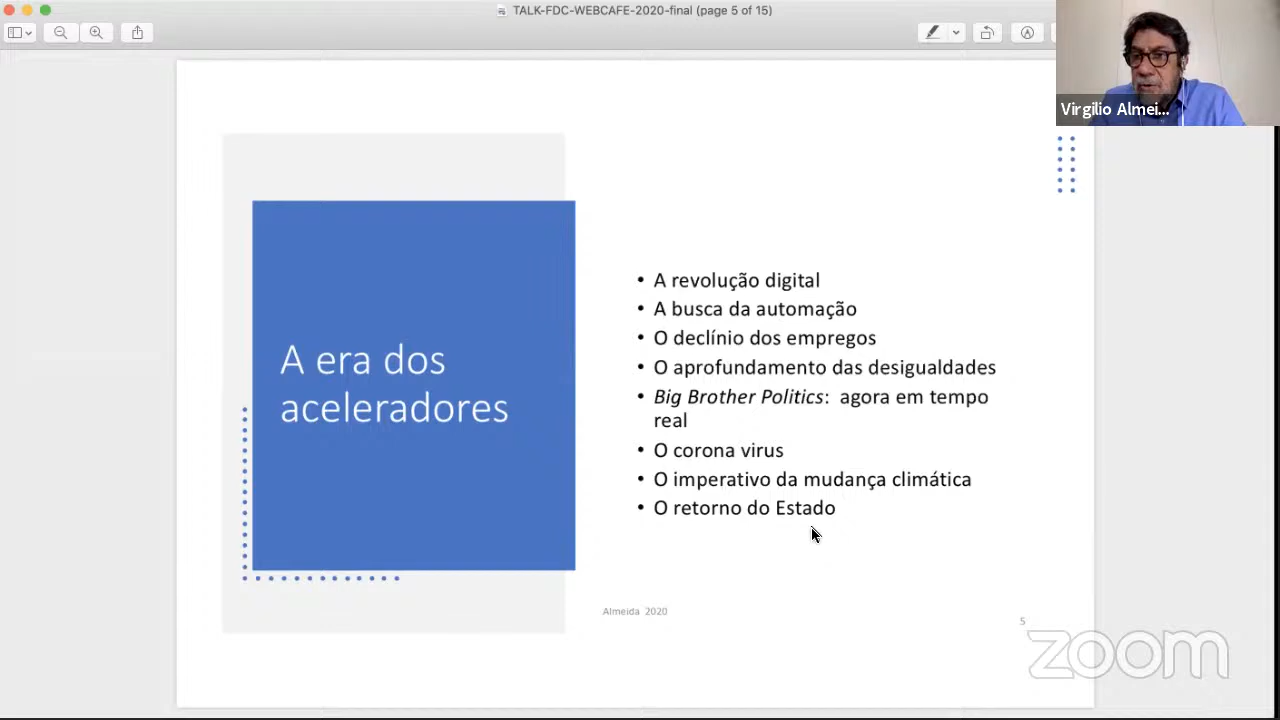 TALK-FDC-WEBCAFE-2020-final (page 5 of 15)
Virgilio Almei...
A era dos
aceleradores
• A revolução digital
• A busca da automação
• O declínio dos empregos
• O aprofundamento das desigualdades
• Big Brother Politics: agora em tempo
real
• O corona virus
• O imperativo da mudança climática
• O retorno do Estado
Almeida 2020
5
zoom